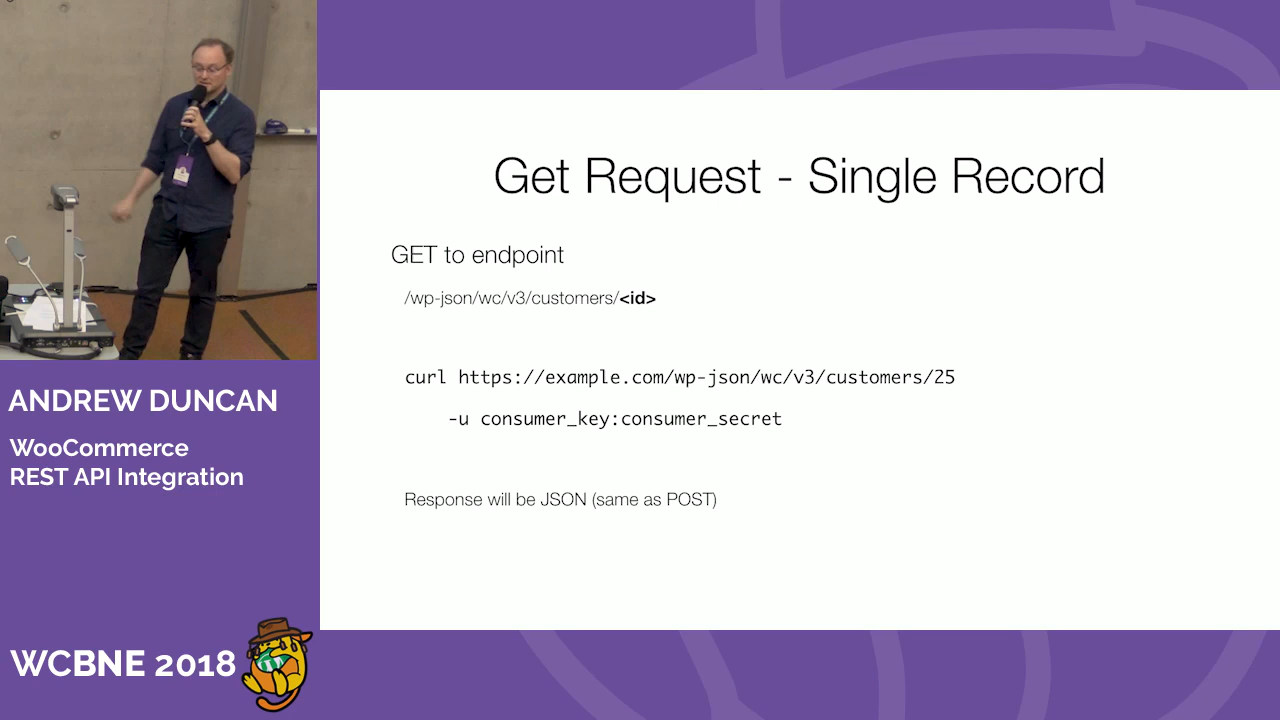 Get Request - Single Record
GET to endpoint
/wp-json/wc/v3/customers/<id>
curl https://example.com/wp-json/wc/v3/customers/25
-u consumer_key:consumer_secret
Response will be JSON (same as POST)
ANDREW DUNCAN
WooCommerce
REST API Integration
WCBNE 2018